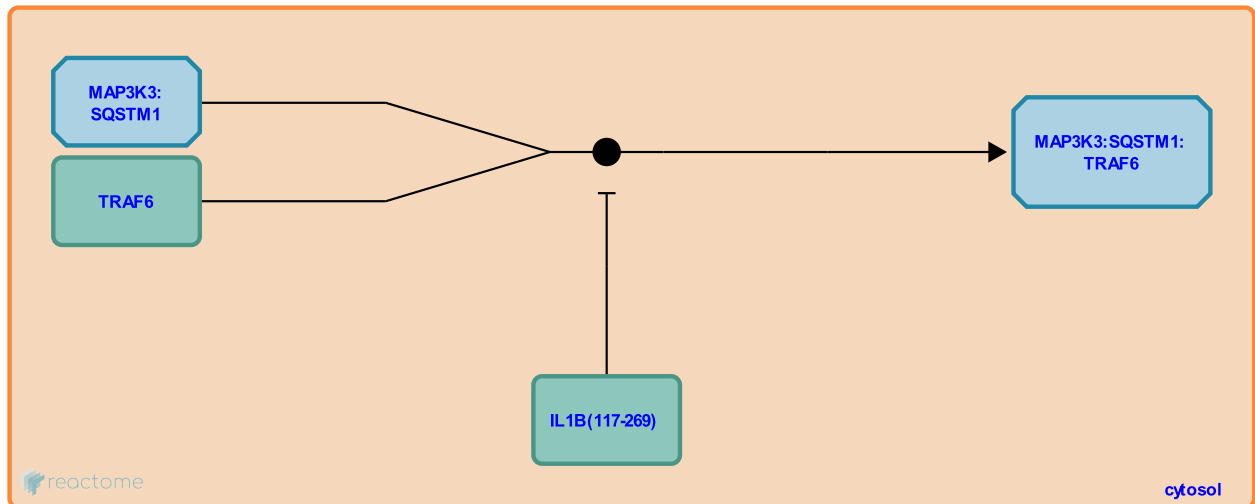 MAP3K3:
SQSTM1
TRAF6
MAP3K3:SQSTM1:
TRAF6
IL1B(117-269)
reactome
cytosol